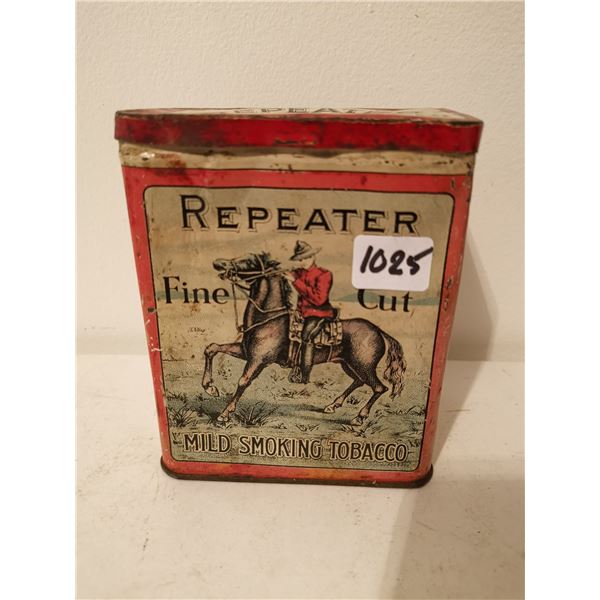 REPEATER
1025
Fine Cut
MILD SMOKING TOBACCO